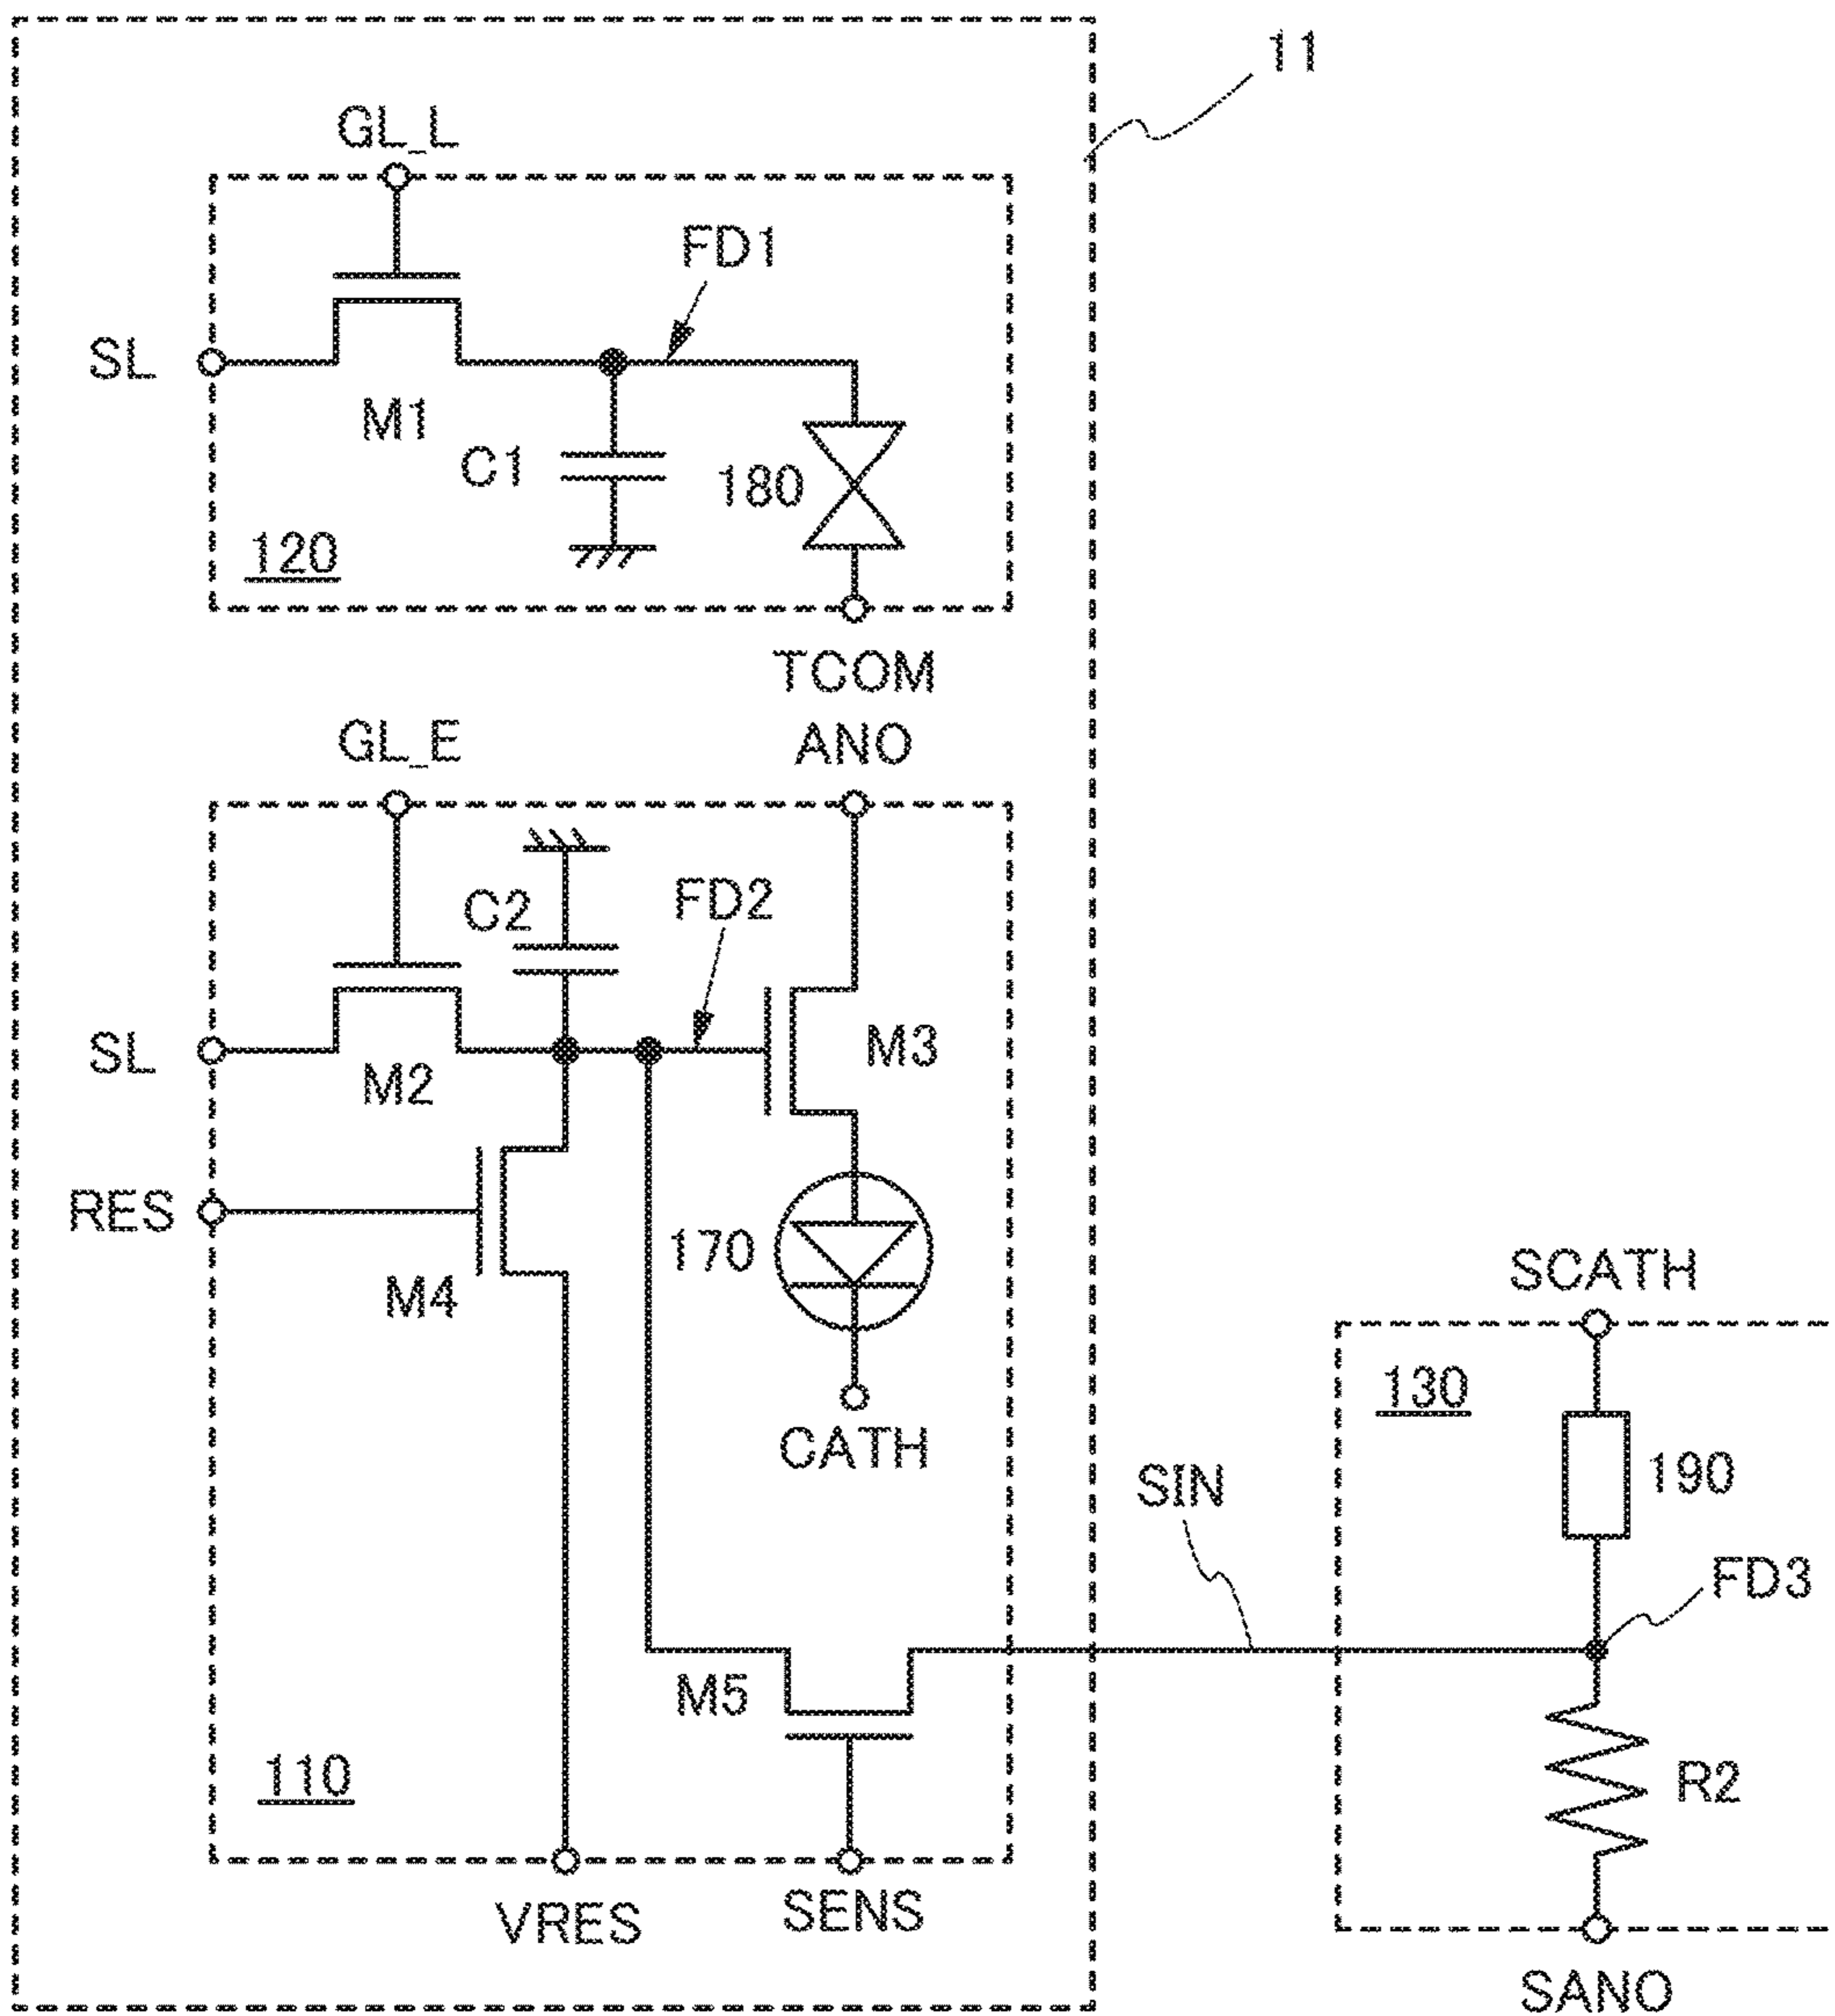 11
GL_L
FD1
SL
M1
C1
180
120
TCOM
GL_E
ANO
C2
FD2
SL
M2
M3
RES
170
M4
SCATH
130
CATH
190
SIN
FD3
M5
110
R2
VRES
SENS
SANO